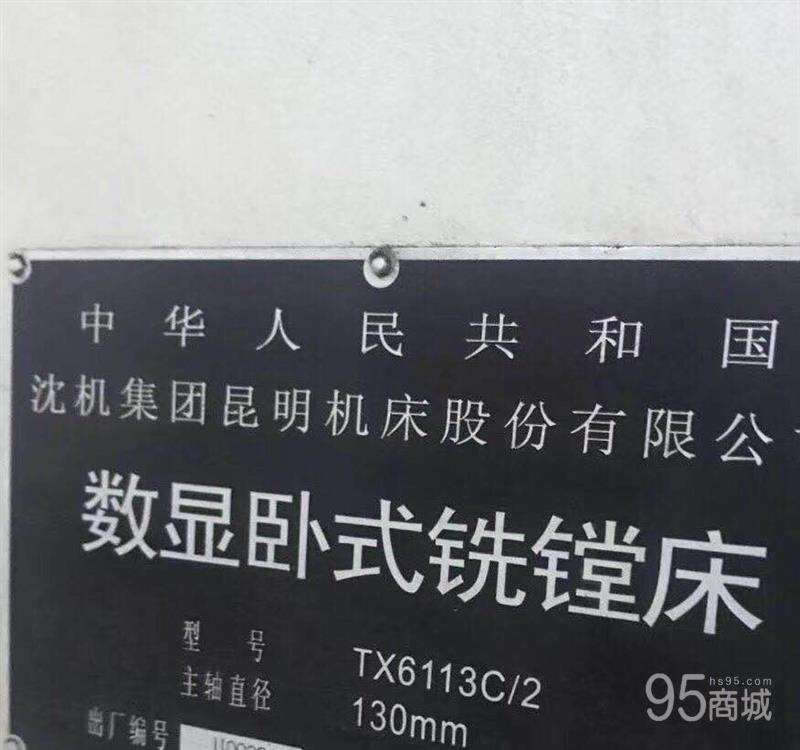 中华人民共和国
沈机集团昆明机床股份有限公
数显卧式铣镗床
型号 TX6113C/2
主轴直径 130mm
出厂编号
95商城
hs95.com